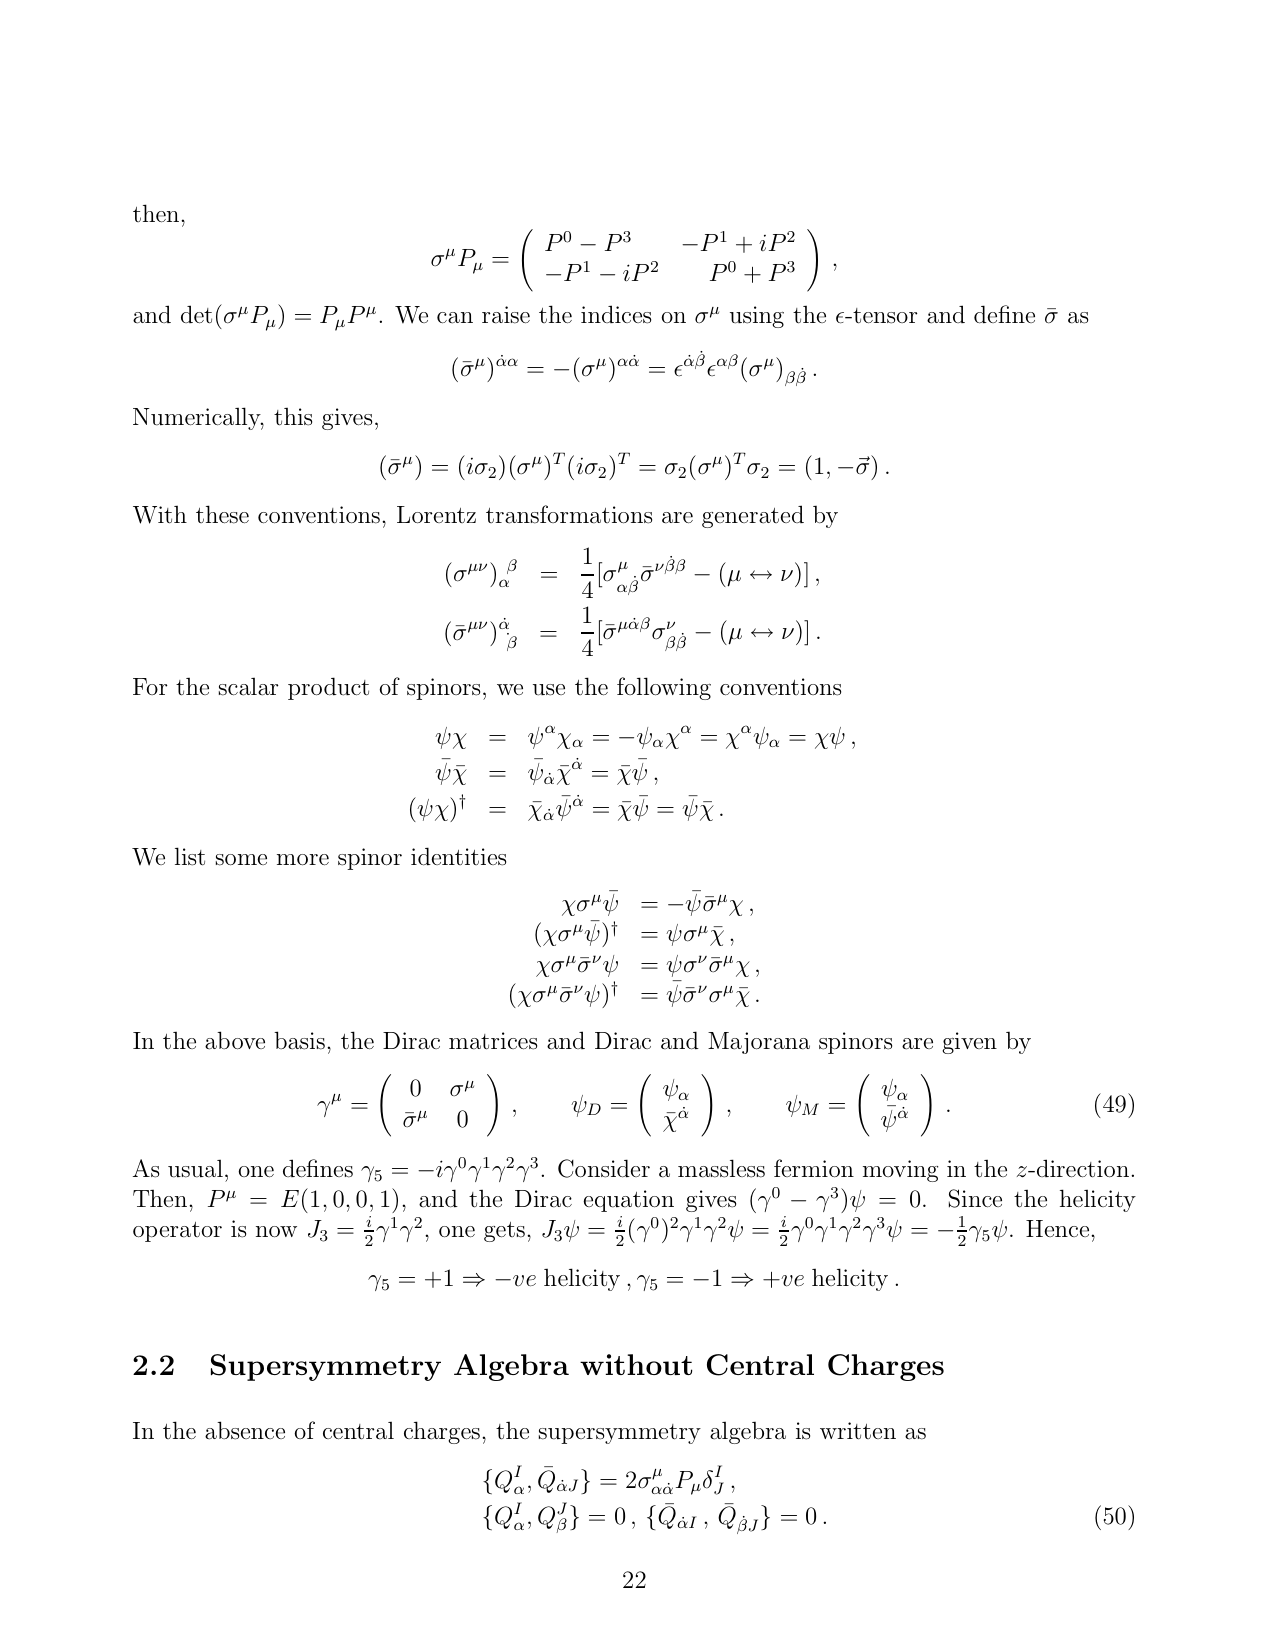 then,
σ^μ P_μ = ( P^0 − P^3   −P^1 + iP^2
−P^1 − iP^2   P^0 + P^3 ) ,
and det(σ^μ P_μ) = P_μ P^μ. We can raise the indices on σ^μ using the ϵ-tensor and define σ̄ as
(σ̄^μ)^{α̇α} = −(σ^μ)^{αα̇} = ϵ^{α̇β̇} ϵ^{αβ} (σ^μ)_{ββ̇} .
Numerically, this gives,
(σ̄^μ) = (iσ_2)(σ^μ)^T (iσ_2)^T = σ_2(σ^μ)^T σ_2 = (1, −σ⃗) .
With these conventions, Lorentz transformations are generated by
(σ^{μν})_α^β = 1/4 [σ^μ_{αβ̇} σ̄^{νβ̇β} − (μ ↔ ν)] ,
(σ̄^{μν})^α̇_β̇ = 1/4 [σ̄^{μα̇β} σ^ν_{ββ̇} − (μ ↔ ν)] .
For the scalar product of spinors, we use the following conventions
ψχ = ψ^α χ_α = −ψ_α χ^α = χ^α ψ_α = χψ ,
ψ̄χ̄ = ψ̄_α̇ χ̄^α̇ = χ̄ψ̄ ,
(ψχ)^† = χ̄_α̇ ψ̄^α̇ = χ̄ψ̄ = ψ̄χ̄ .
We list some more spinor identities
χσ^μ ψ̄ = −ψ̄σ̄^μ χ ,
(χσ^μ ψ̄)^† = ψσ^μ χ̄ ,
χσ^μ σ̄^ν ψ = ψσ^ν σ̄^μ χ ,
(χσ^μ σ̄^ν ψ)^† = ψ̄σ̄^ν σ^μ χ̄ .
In the above basis, the Dirac matrices and Dirac and Majorana spinors are given by
γ^μ = ( 0 σ^μ
σ̄^μ 0 ) ,   ψ_D = ( ψ_α
χ̄^α̇ ) ,   ψ_M = ( ψ_α
ψ̄^α̇ ) .   (49)
As usual, one defines γ_5 = −iγ^0γ^1γ^2γ^3. Consider a massless fermion moving in the z-direction.
Then, P^μ = E(1, 0, 0, 1), and the Dirac equation gives (γ^0 − γ^3)ψ = 0. Since the helicity
operator is now J_3 = i/2 γ^1γ^2, one gets, J_3ψ = i/2 (γ^0)^2γ^1γ^2ψ = i/2 γ^0γ^1γ^2γ^3ψ = −1/2 γ_5ψ. Hence,
γ_5 = +1 ⇒ −ve helicity , γ_5 = −1 ⇒ +ve helicity .
2.2 Supersymmetry Algebra without Central Charges
In the absence of central charges, the supersymmetry algebra is written as
{Q^I_α, Q̄_{α̇J}} = 2σ^μ_{αα̇} P_μ δ^I_J ,
{Q^I_α, Q^J_β} = 0 , {Q̄_{α̇I} , Q̄_{β̇J}} = 0 .   (50)
22